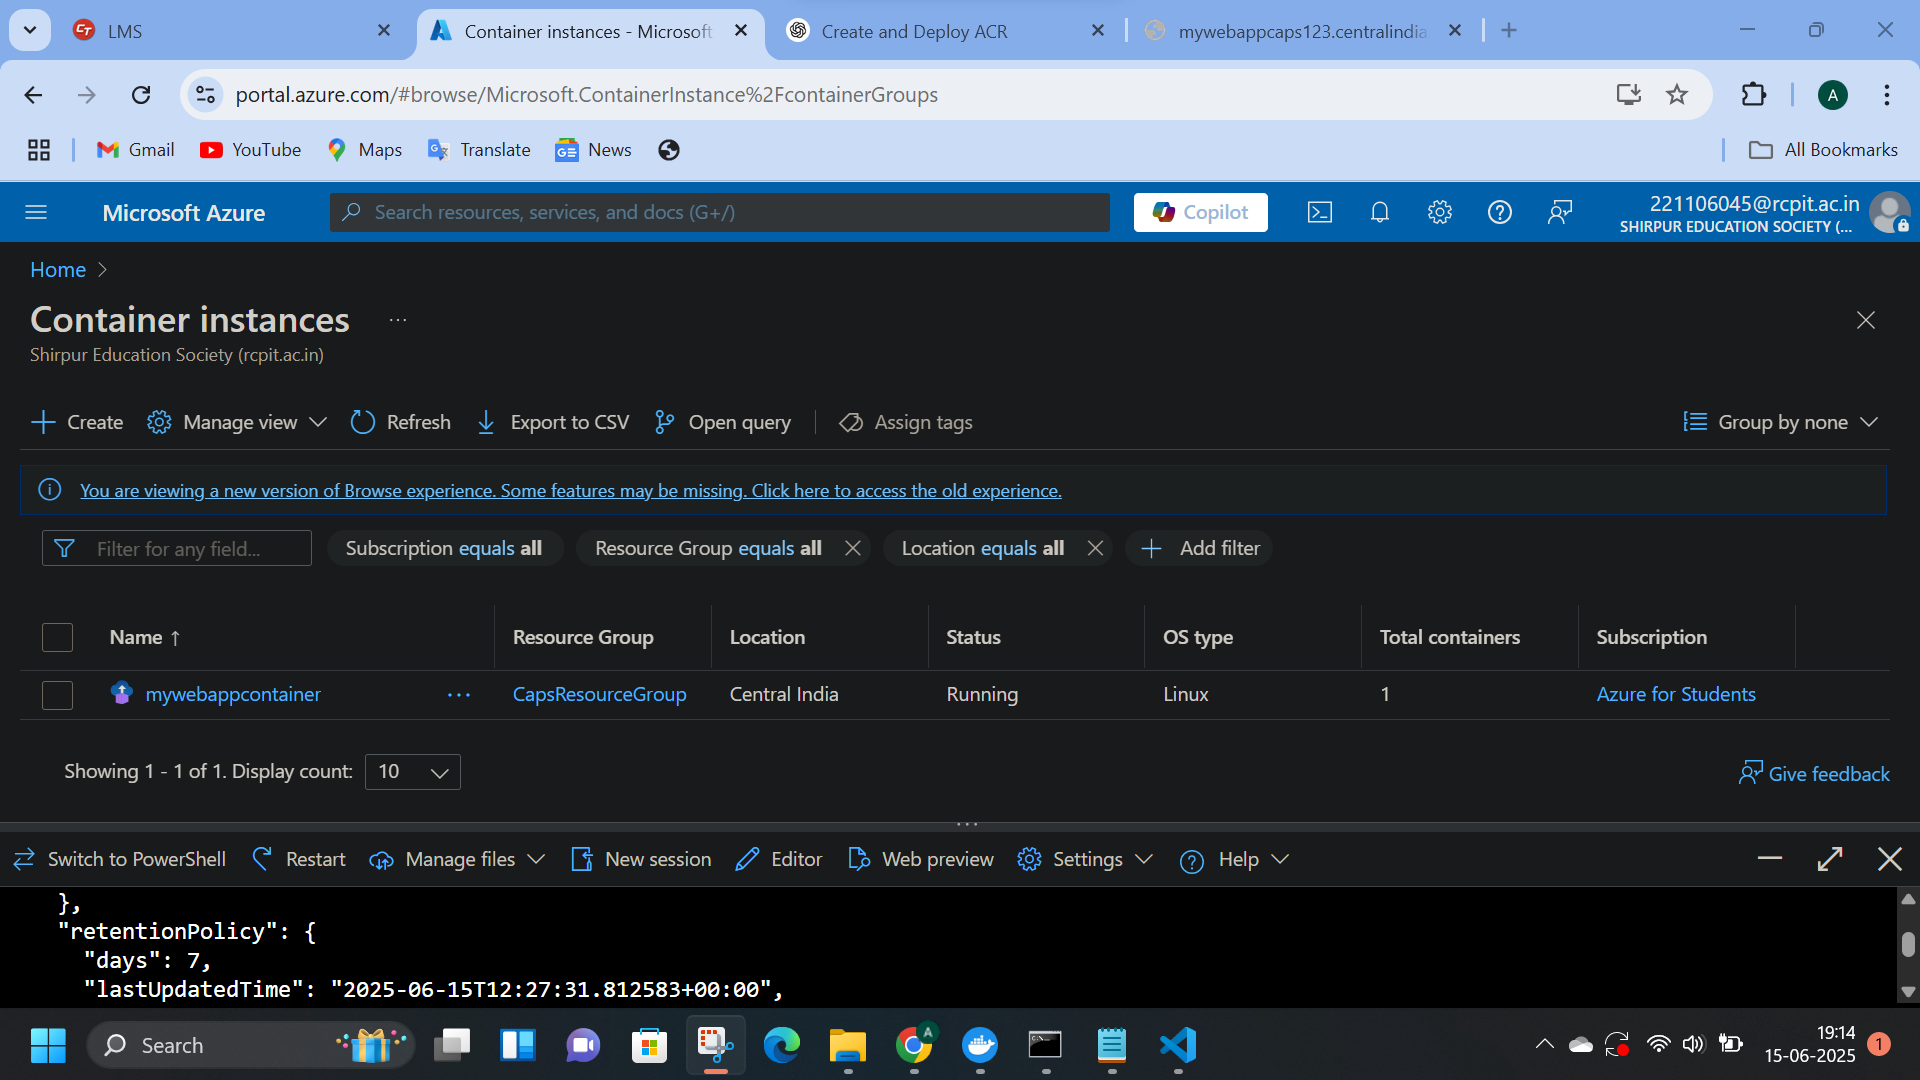 LMS
Container instances - Microsoft
Create and Deploy ACR
mywebappcaps123.centralindia
portal.azure.com/#browse/Microsoft.ContainerInstance%2FcontainerGroups
A
Gmail
YouTube
Maps
Translate
News
All Bookmarks
Microsoft Azure
Search resources, services, and docs (G+/)
Copilot
221106045@rcpit.ac.in
SHIRPUR EDUCATION SOCIETY (...
Home
Container instances
Shirpur Education Society (rcpit.ac.in)
Create
Manage view
Refresh
Export to CSV
Open query
Assign tags
Group by none
You are viewing a new version of Browse experience. Some features may be missing. Click here to access the old experience.
Filter for any field...
Subscription equals all
Resource Group equals all
Location equals all
Add filter
Name ↑
Resource Group
Location
Status
OS type
Total containers
Subscription
mywebappcontainer
CapsResourceGroup
Central India
Running
Linux
1
Azure for Students
Showing 1 - 1 of 1. Display count:
10
Give feedback
Switch to PowerShell
Restart
Manage files
New session
Editor
Web preview
Settings
Help
},
"retentionPolicy": {
"days": 7,
"lastUpdatedTime": "2025-06-15T12:27:31.812583+00:00",
Search
A
19:14
15-06-2025
1